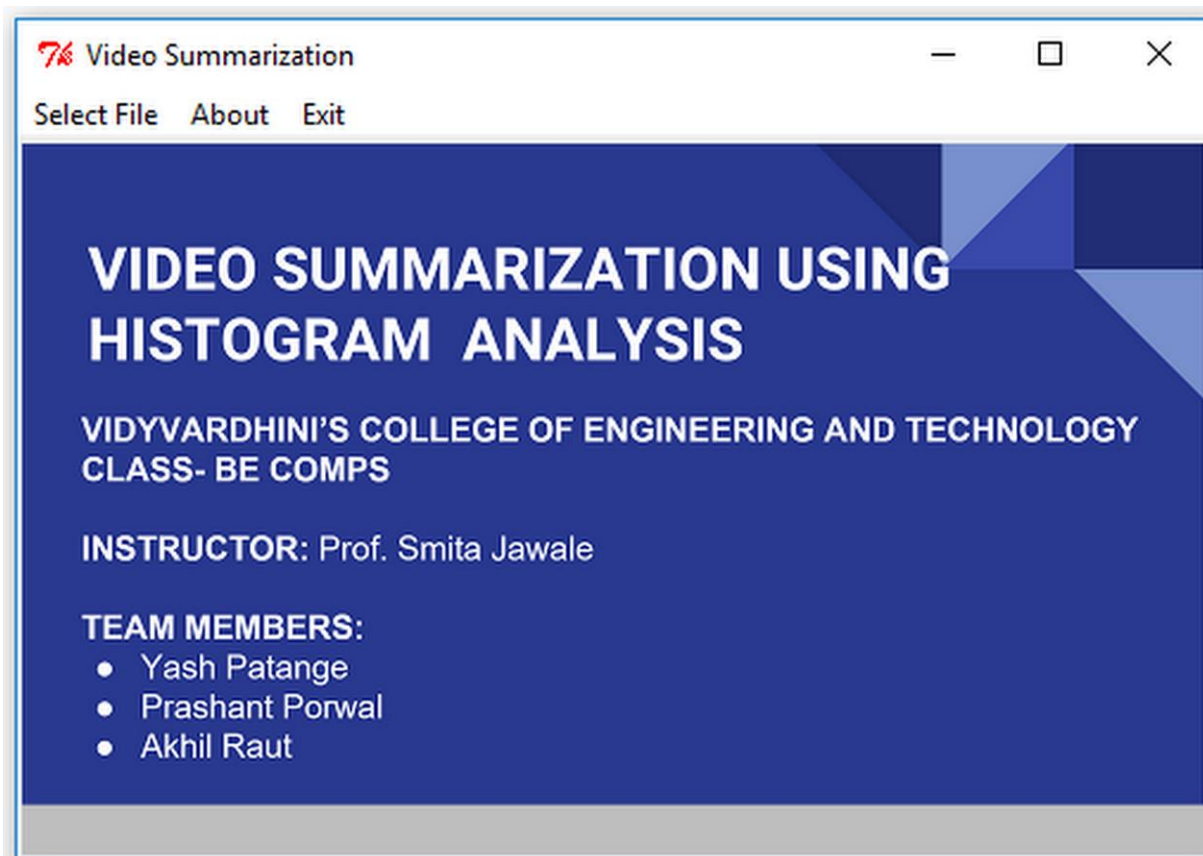 Video Summarization
Select File About Exit
VIDEO SUMMARIZATION USING
HISTOGRAM ANALYSIS
VIDYVARDHINI’S COLLEGE OF ENGINEERING AND TECHNOLOGY
CLASS- BE COMPS
INSTRUCTOR: Prof. Smita Jawale
TEAM MEMBERS:
● Yash Patange
● Prashant Porwal
● Akhil Raut